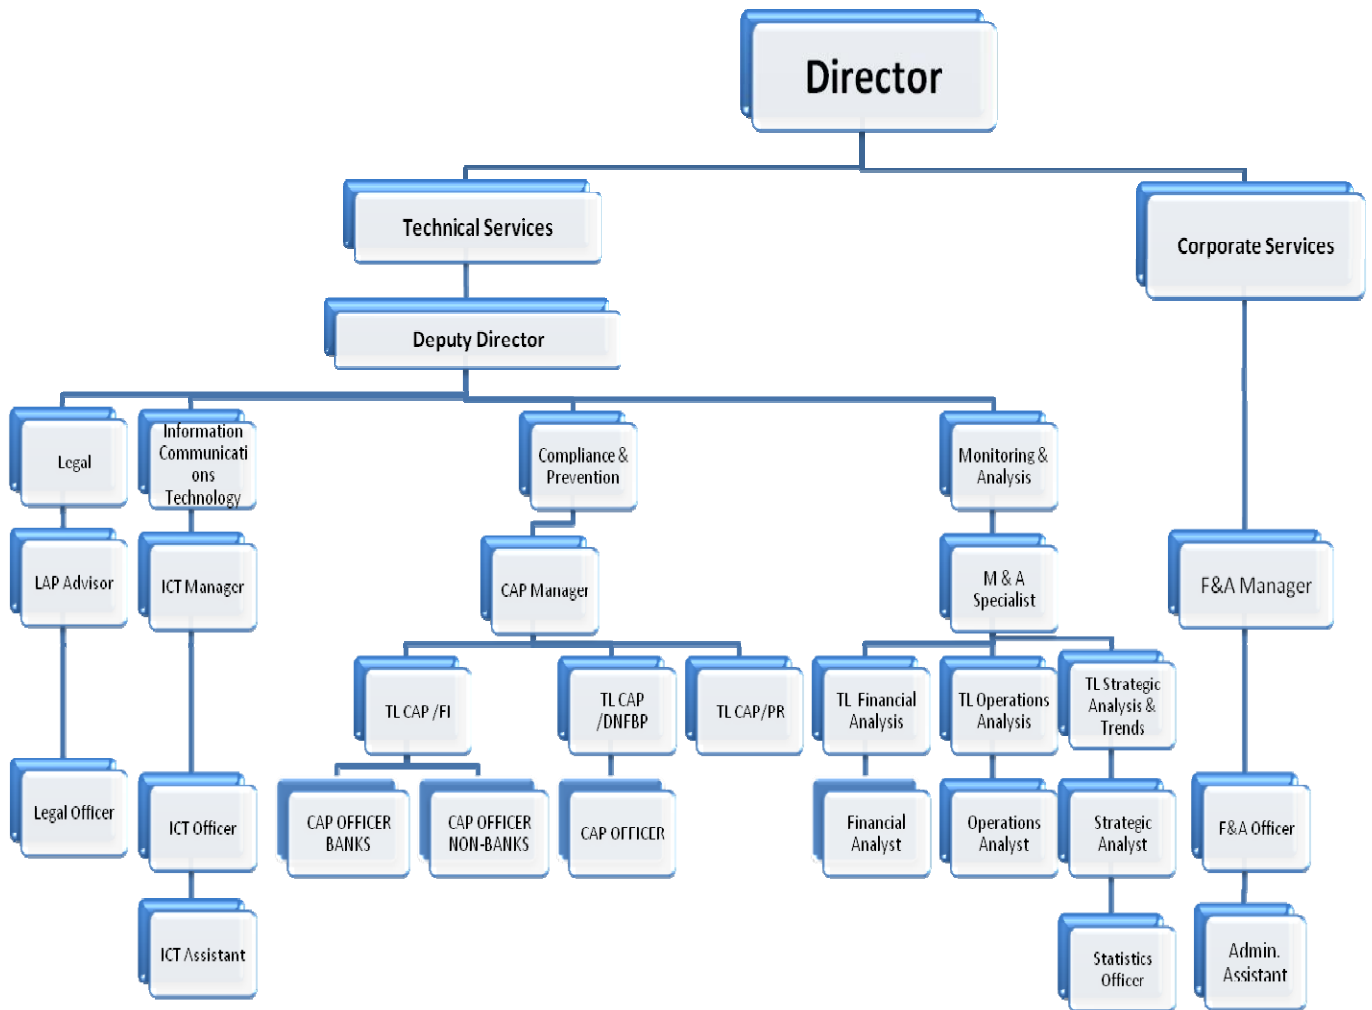 Director
Technical Services
Corporate Services
Deputy Director
Legal
Information
Communicati
ons
Technology
Compliance &
Prevention
Monitoring &
Analysis
LAP Advisor
ICT Manager
CAP Manager
M & A
Specialist
F&A Manager
TL CAP /FI
TL CAP
/DNFBP
TL CAP/PR
TL Financial
Analysis
TL Operations
Analysis
TL Strategic
Analysis &
Trends
Legal Officer
ICT Officer
CAP OFFICER
BANKS
CAP OFFICER
NON-BANKS
CAP OFFICER
Financial
Analyst
Operations
Analyst
Strategic
Analyst
F&A Officer
ICT Assistant
Statistics
Officer
Admin.
Assistant